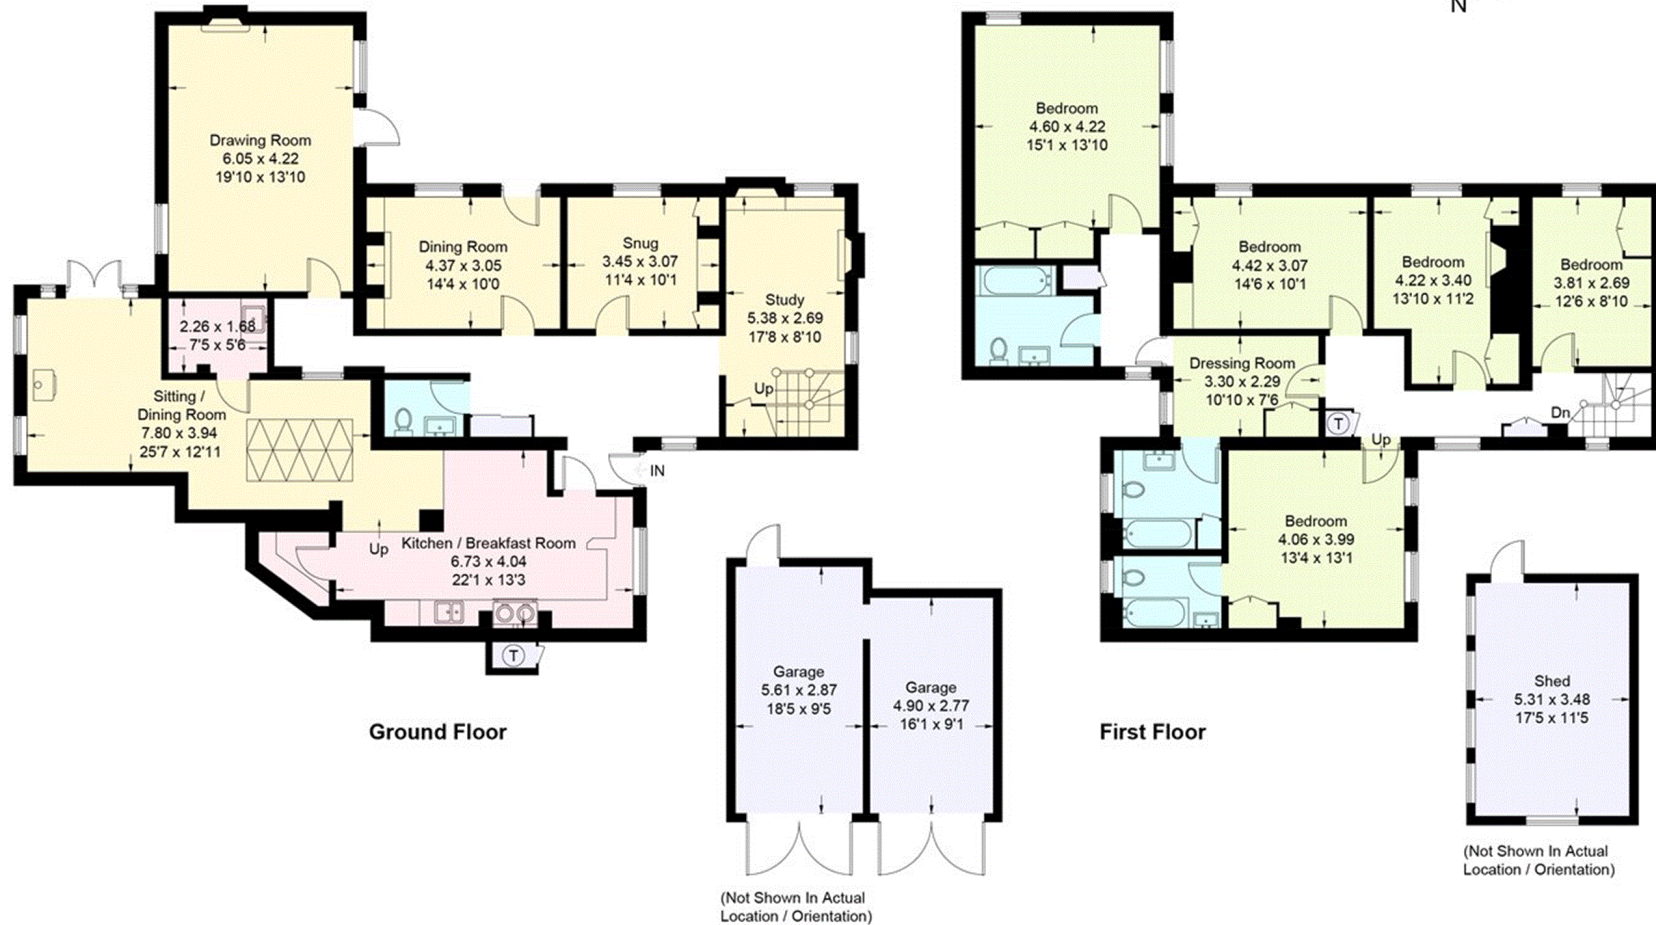 N
Drawing Room
6.05 x 4.22
19'10 x 13'10
Dining Room
4.37 x 3.05
14'4 x 10'0
Snug
3.45 x 3.07
11'4 x 10'1
Study
5.38 x 2.69
17'8 x 8'10
Up
2.26 x 1.68
7'5 x 5'6
Sitting /
Dining Room
7.80 x 3.94
25'7 x 12'11
IN
Up
Kitchen / Breakfast Room
6.73 x 4.04
22'1 x 13'3
T
Ground Floor
Garage
5.61 x 2.87
18'5 x 9'5
Garage
4.90 x 2.77
16'1 x 9'1
(Not Shown In Actual
Location / Orientation)
Bedroom
4.60 x 4.22
15'1 x 13'10
Bedroom
4.42 x 3.07
14'6 x 10'1
Bedroom
4.22 x 3.40
13'10 x 11'2
Bedroom
3.81 x 2.69
12'6 x 8'10
Dressing Room
3.30 x 2.29
10'10 x 7'6
T
Dn
Up
Bedroom
4.06 x 3.99
13'4 x 13'1
First Floor
Shed
5.31 x 3.48
17'5 x 11'5
(Not Shown In Actual
Location / Orientation)